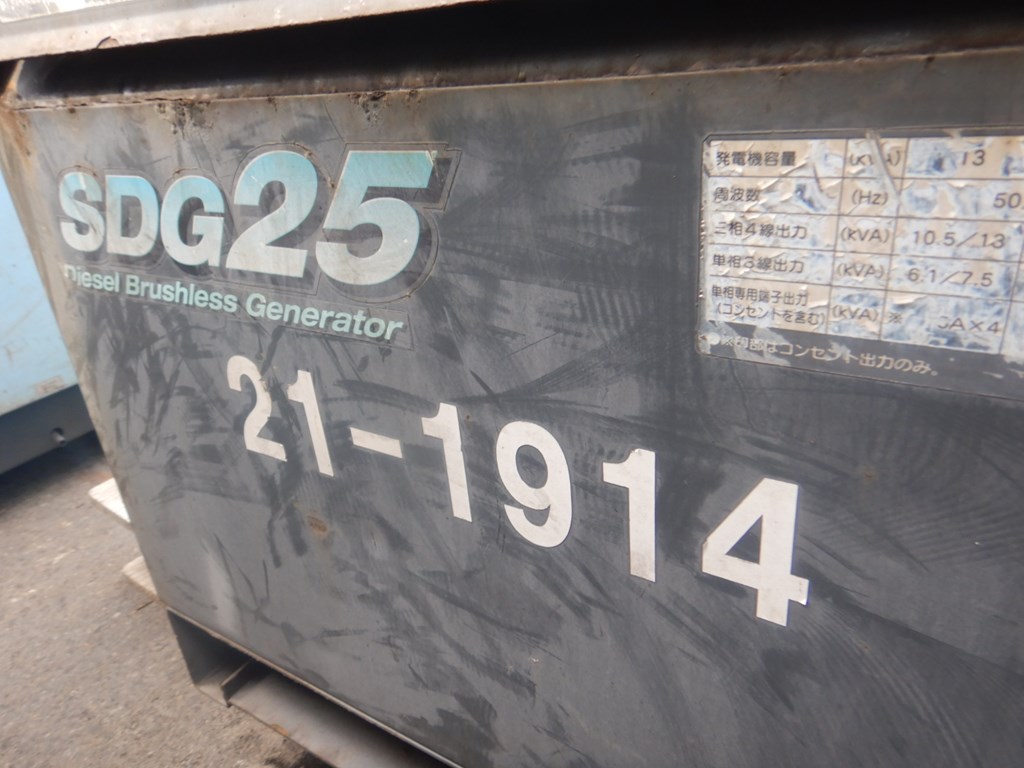 SDG25
Diesel Brushless Generator
21-1914
発電機容量 (KVA) 13
周波数 (Hz) 50
三相4線出力 (kVA) 10.5/13
単相3線出力 (kVA) 6.1/7.5
単相専用端子出力
(コンセントを含む) (kVA) ※ A×4
コンセント出力のみ。